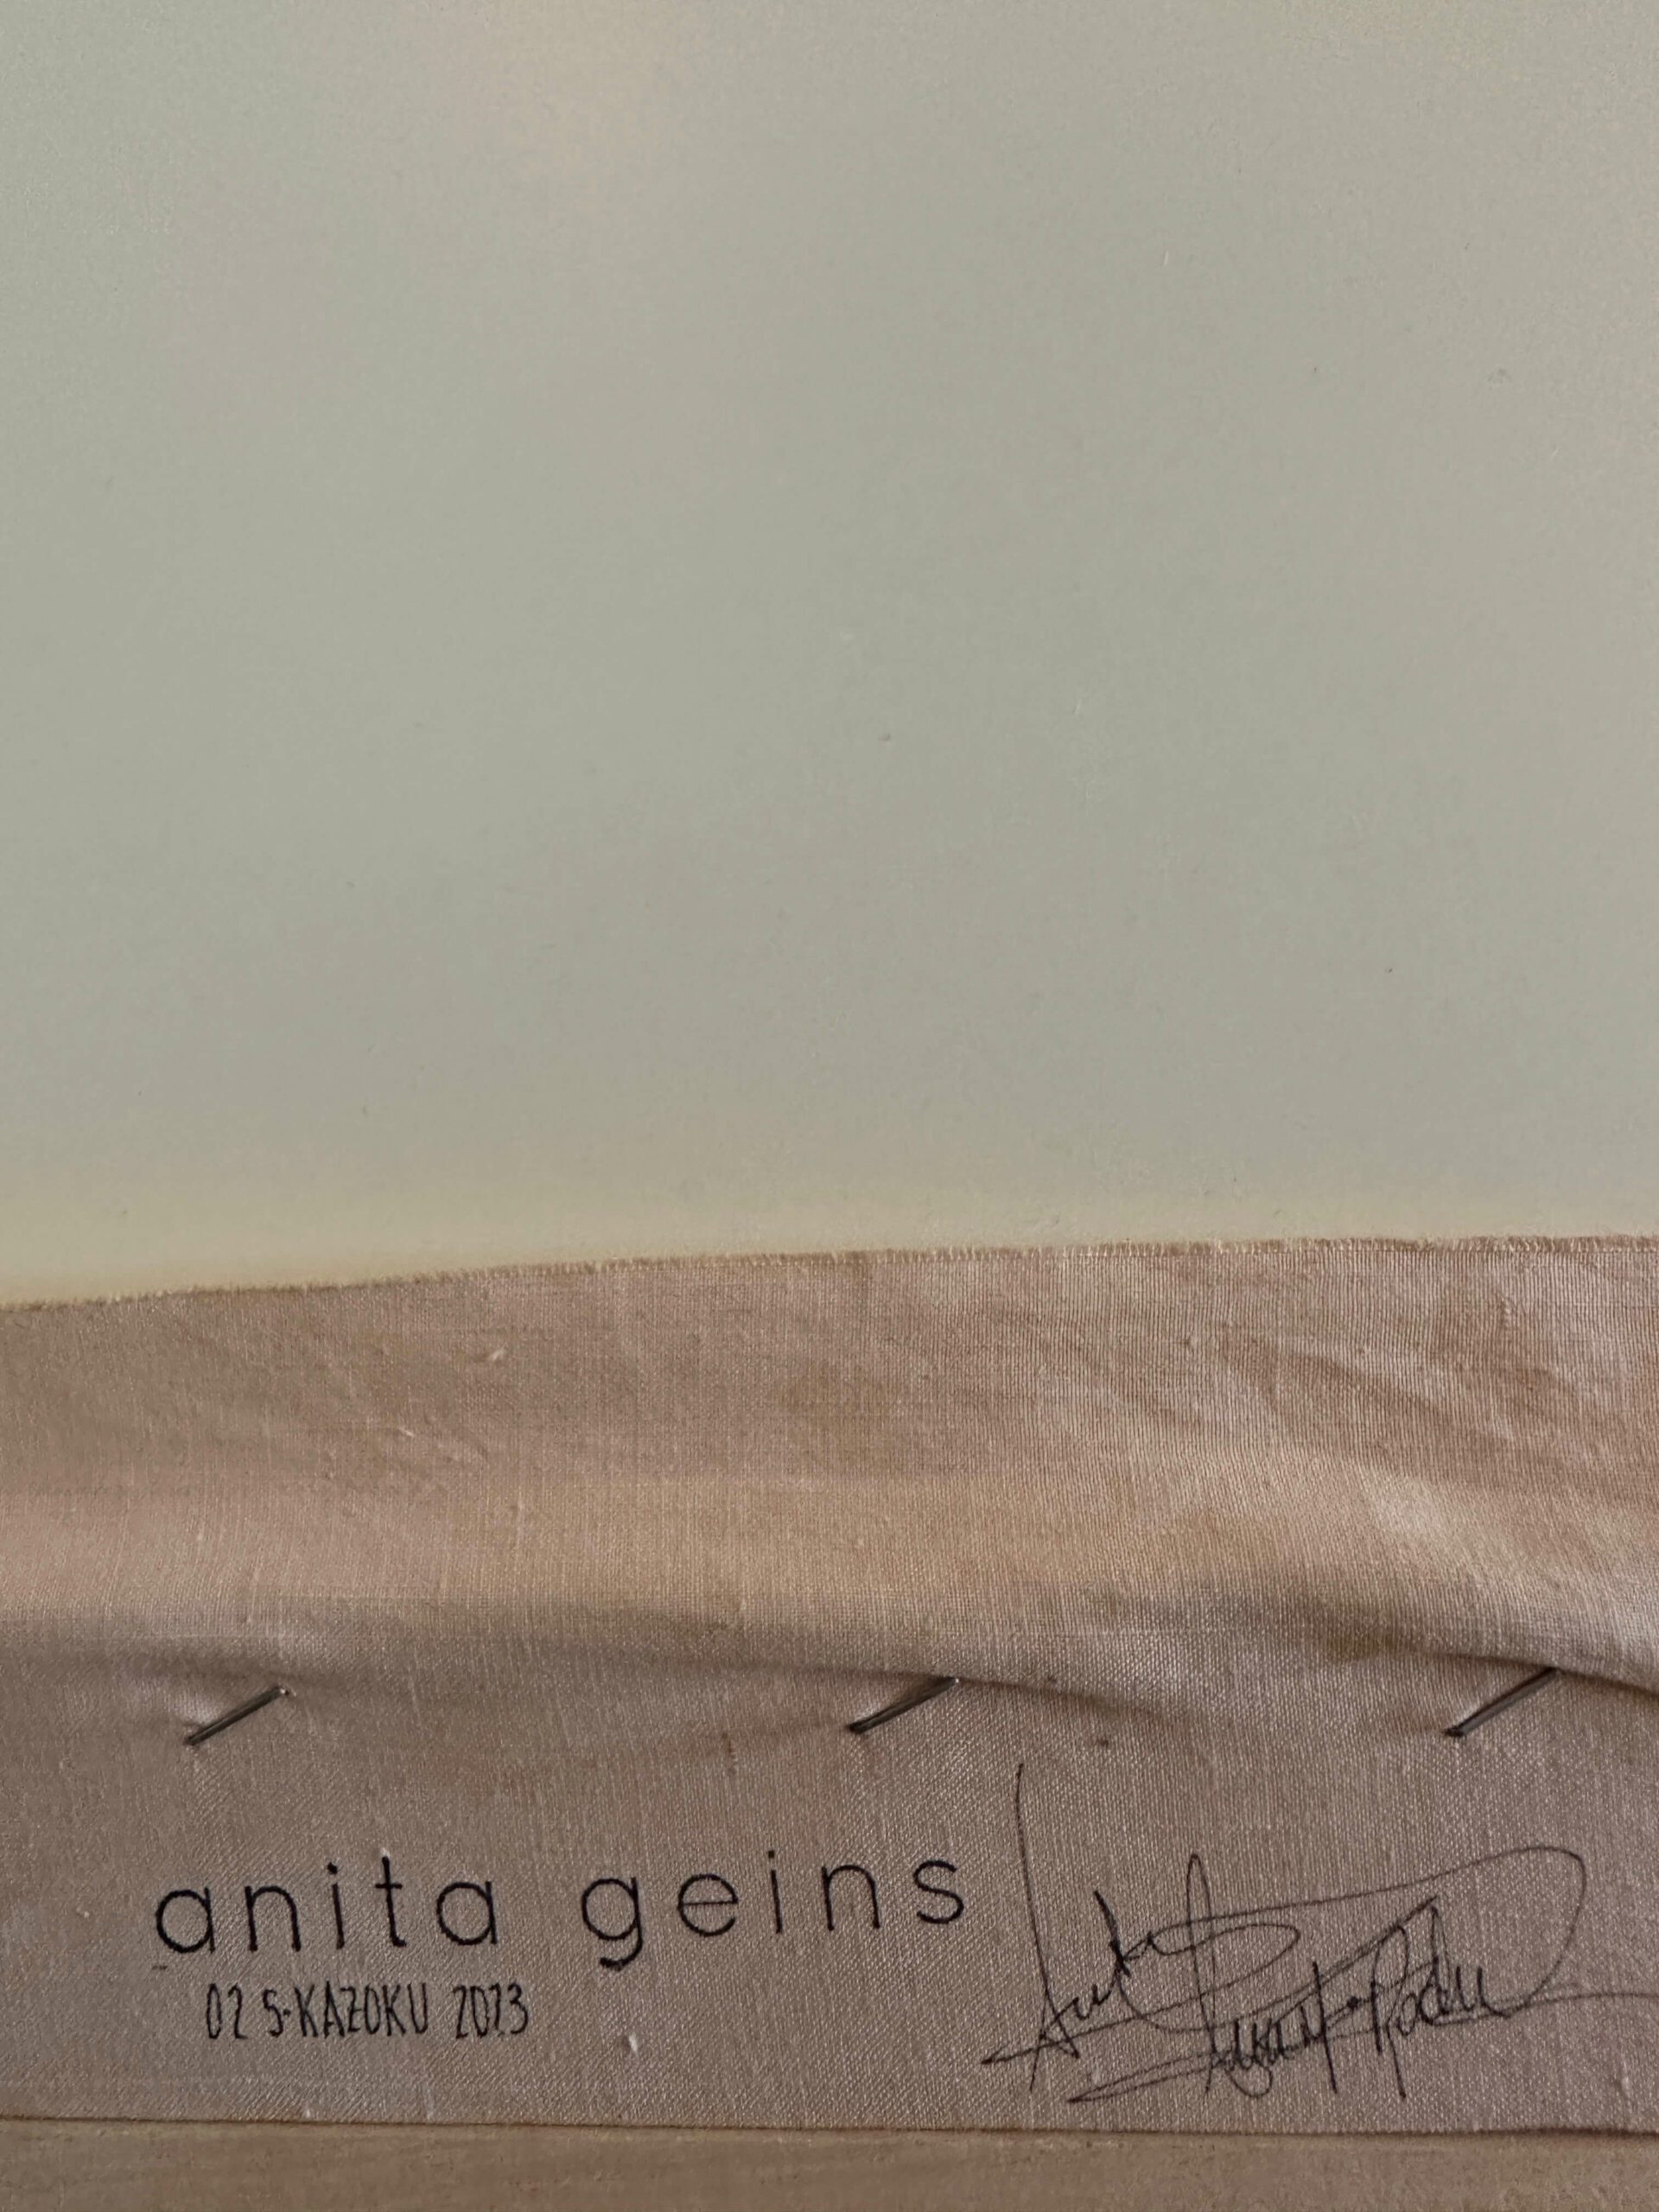 anita geins
02 S-KAZOKU 2023